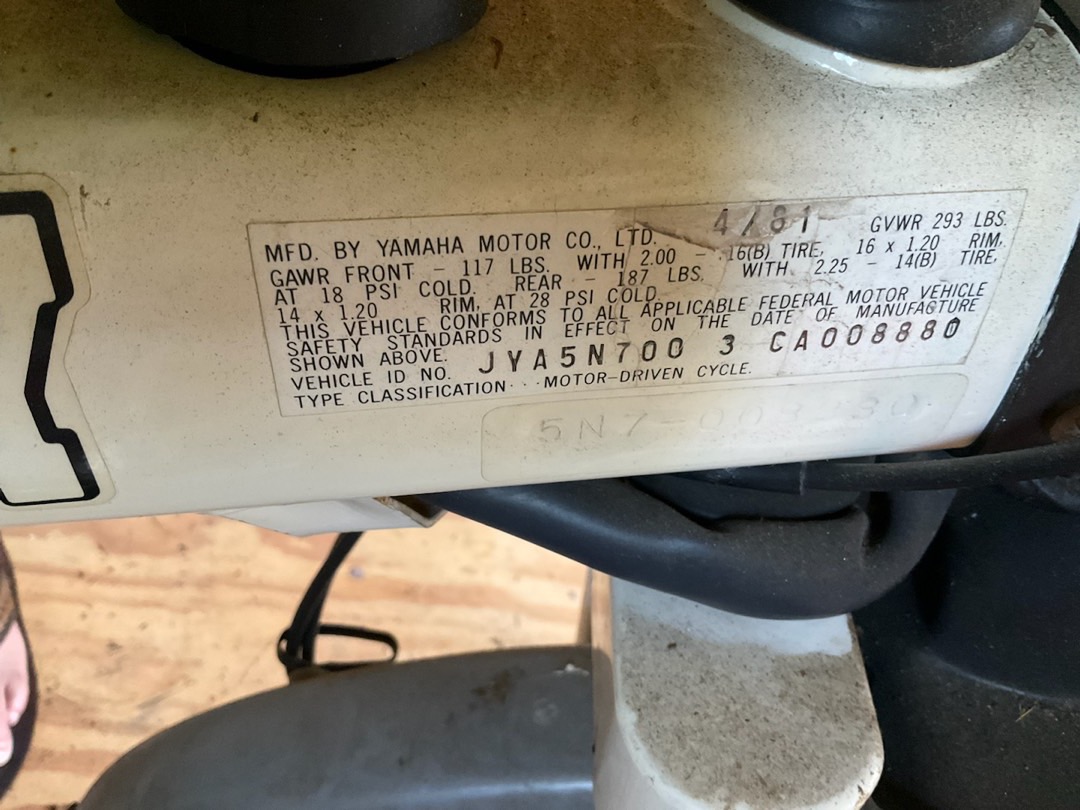 MFD. BY YAMAHA MOTOR CO., LTD. 4/81 GVWR 293 LBS.
GAWR FRONT - 117 LBS. WITH 2.00 - 16(B) TIRE, 16 x 1.20 RIM,
AT 18 PSI COLD. REAR - 187 LBS. WITH 2.25 - 14(B) TIRE,
14 x 1.20 RIM, AT 28 PSI COLD.
THIS VEHICLE CONFORMS TO ALL APPLICABLE FEDERAL MOTOR VEHICLE
SAFETY STANDARDS IN EFFECT ON THE DATE OF MANUFACTURE
SHOWN ABOVE.
VEHICLE ID NO. JYA5N700 3 CA008880
TYPE CLASSIFICATION···MOTOR-DRIVEN CYCLE.